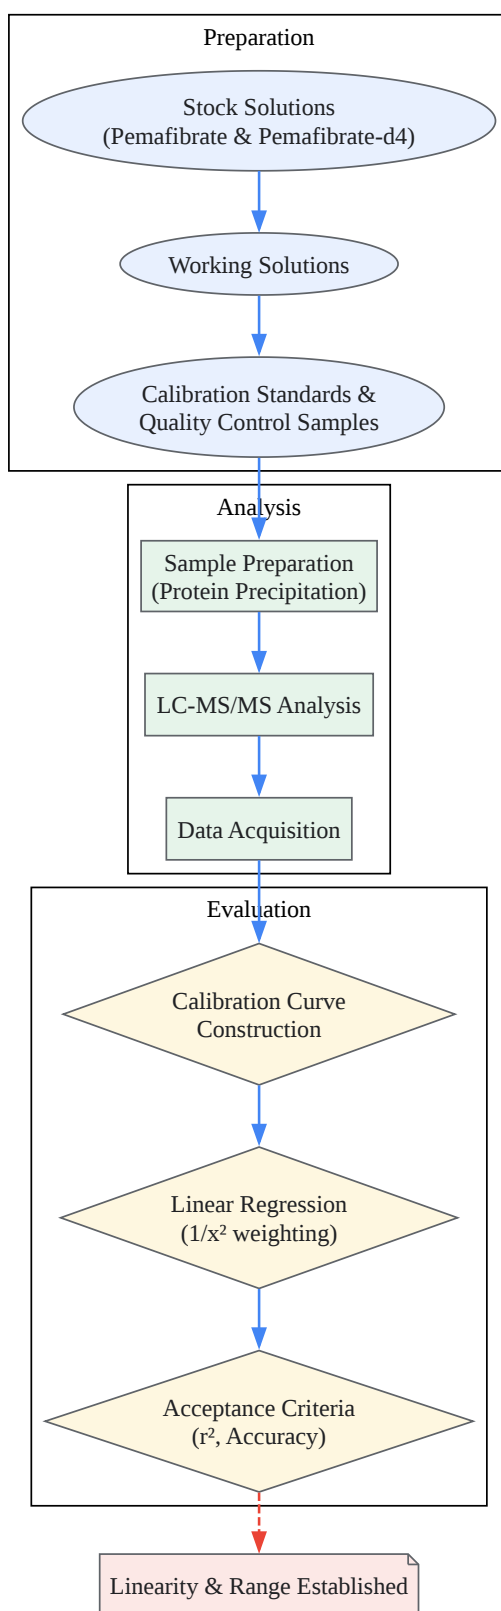 Preparation
Stock Solutions
(Pemafibrate & Pemafibrate-d4)
Working Solutions
Calibration Standards &
Quality Control Samples
Analysis
Sample Preparation
(Protein Precipitation)
LC-MS/MS Analysis
Data Acquisition
Evaluation
Calibration Curve
Construction
Linear Regression
(1/x² weighting)
Acceptance Criteria
(r², Accuracy)
Linearity & Range Established